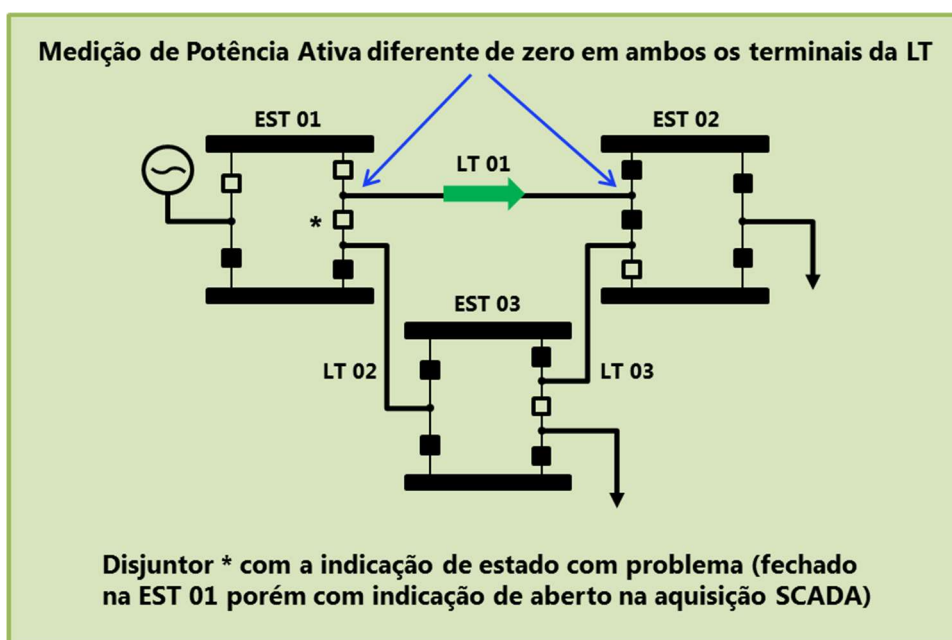 Medição de Potência Ativa diferente de zero em ambos os terminais da LT
EST 01
EST 02
LT 01
*
EST 03
LT 02
LT 03
Disjuntor * com a indicação de estado com problema (fechado
na EST 01 porém com indicação de aberto na aquisição SCADA)